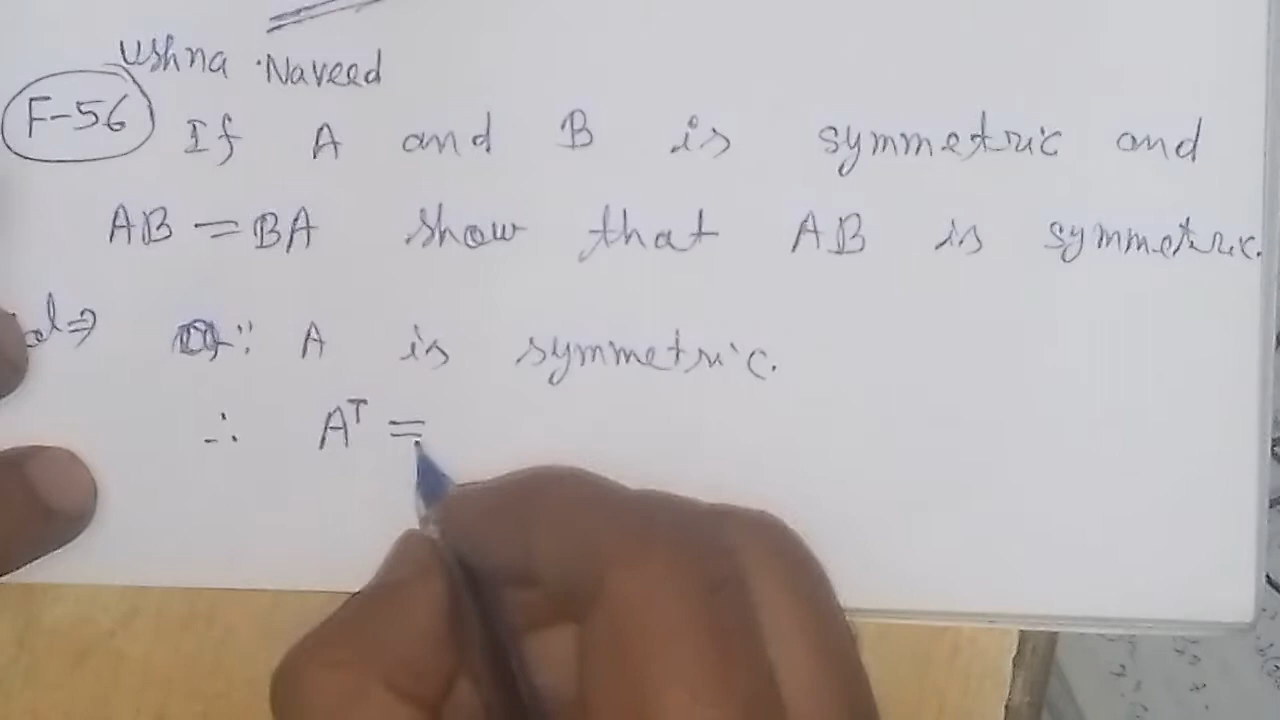 Ushna Naveed
F-56 If A and B is symmetric and
AB = BA show that AB is symmetric.
∵ A is symmetric.
∴ Aᵀ =